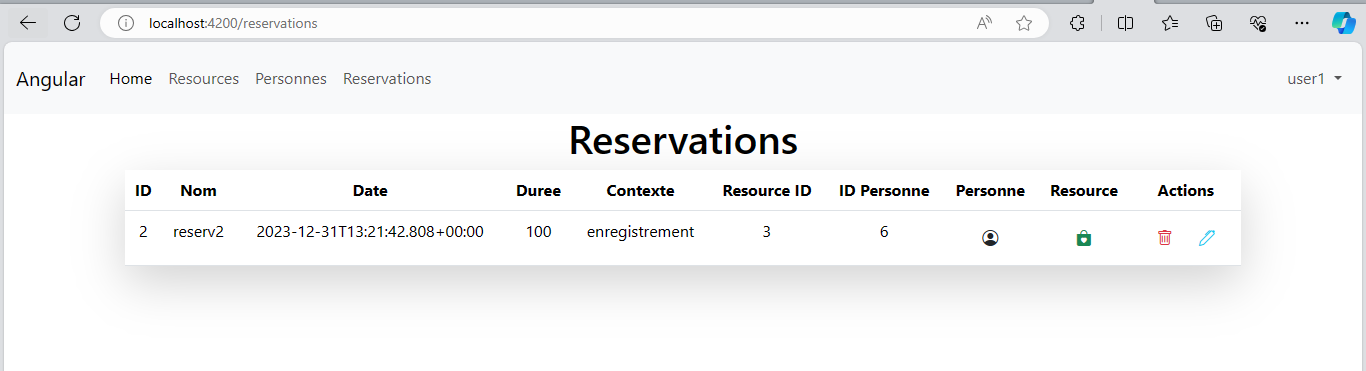 localhost:4200/reservations
Angular Home Resources Personnes Reservations user1
Reservations
ID Nom Date Duree Contexte Resource ID ID Personne Personne Resource Actions
2 reserv2 2023-12-31T13:21:42.808+00:00 100 enregistrement 3 6